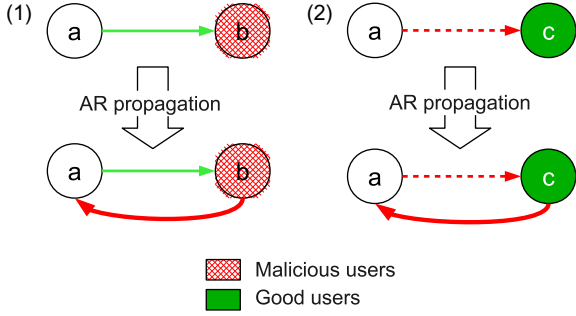 (1)
a
b
(2)
a
c
AR propagation
AR propagation
a
b
a
c
Malicious users
Good users